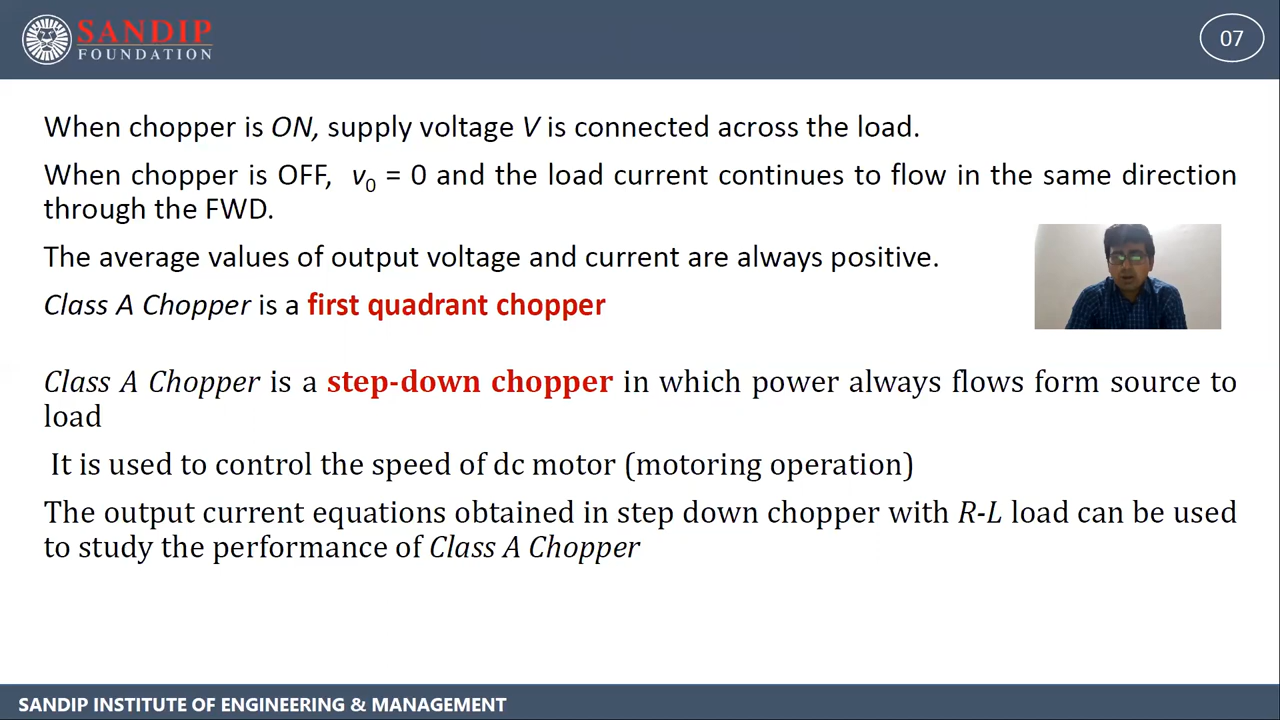 SANDIP
FOUNDATION
07
When chopper is ON, supply voltage V is connected across the load.
When chopper is OFF, v0 = 0 and the load current continues to flow in the same direction
through the FWD.
The average values of output voltage and current are always positive.
Class A Chopper is a first quadrant chopper
Class A Chopper is a step-down chopper in which power always flows form source to
load
It is used to control the speed of dc motor (motoring operation)
The output current equations obtained in step down chopper with R-L load can be used
to study the performance of Class A Chopper
SANDIP INSTITUTE OF ENGINEERING & MANAGEMENT